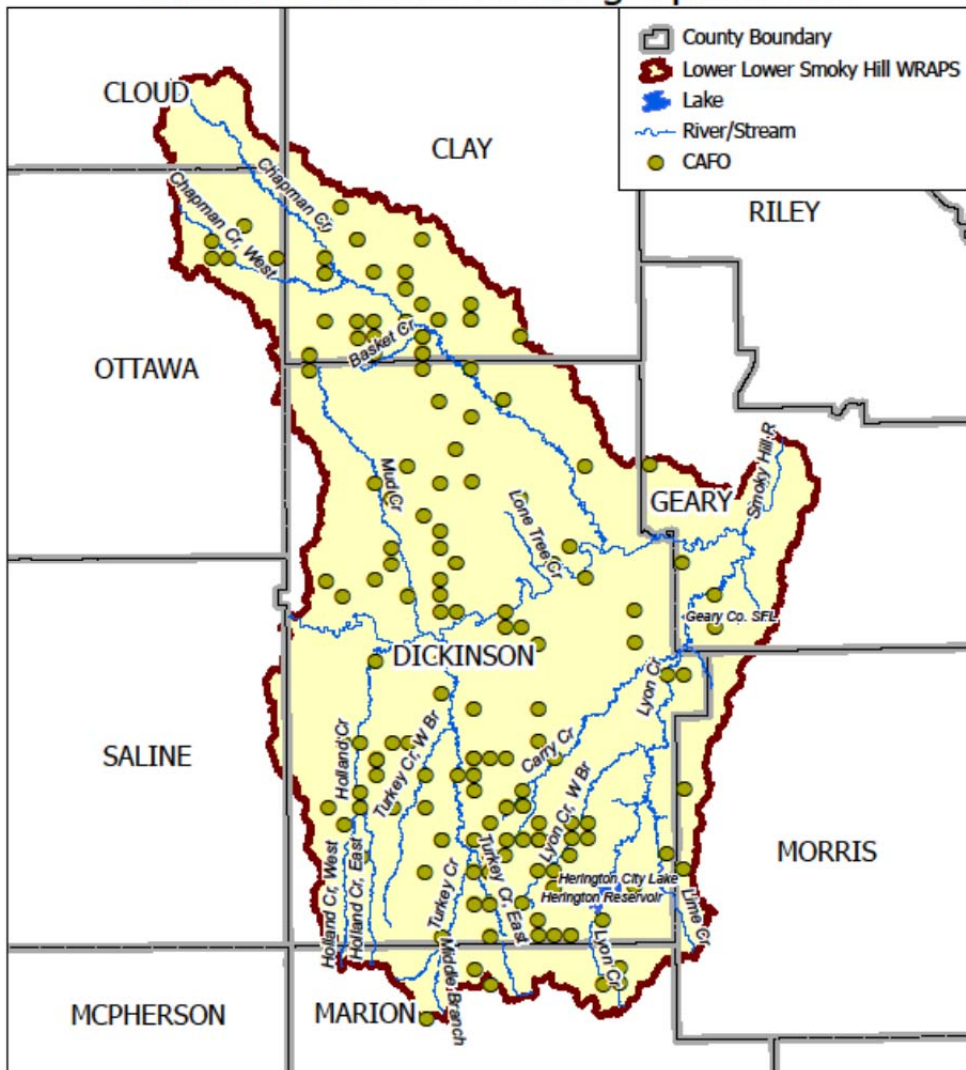 County Boundary
Lower Lower Smoky Hill WRAPS
Lake
River/Stream
CAFO
CLOUD
CLAY
RILEY
Chapman Cr
Chapman Cr, West
OTTAWA
Basket Cr
Mud Cr
Lone Tree Cr
GEARY
Smoky Hill R
Geary Co. SFL
DICKINSON
Lyon Cr
SALINE
Holland Cr
Turkey Cr, W Br
Carry Cr
Lyon Cr, W Br
MORRIS
Holland Cr, West
Holland Cr, East
Turkey Cr
Turkey Cr, East
Herington City Lake
Herington Reservoir
Lime Cr
Lyon Cr
Middle Branch
MCPHERSON
MARION